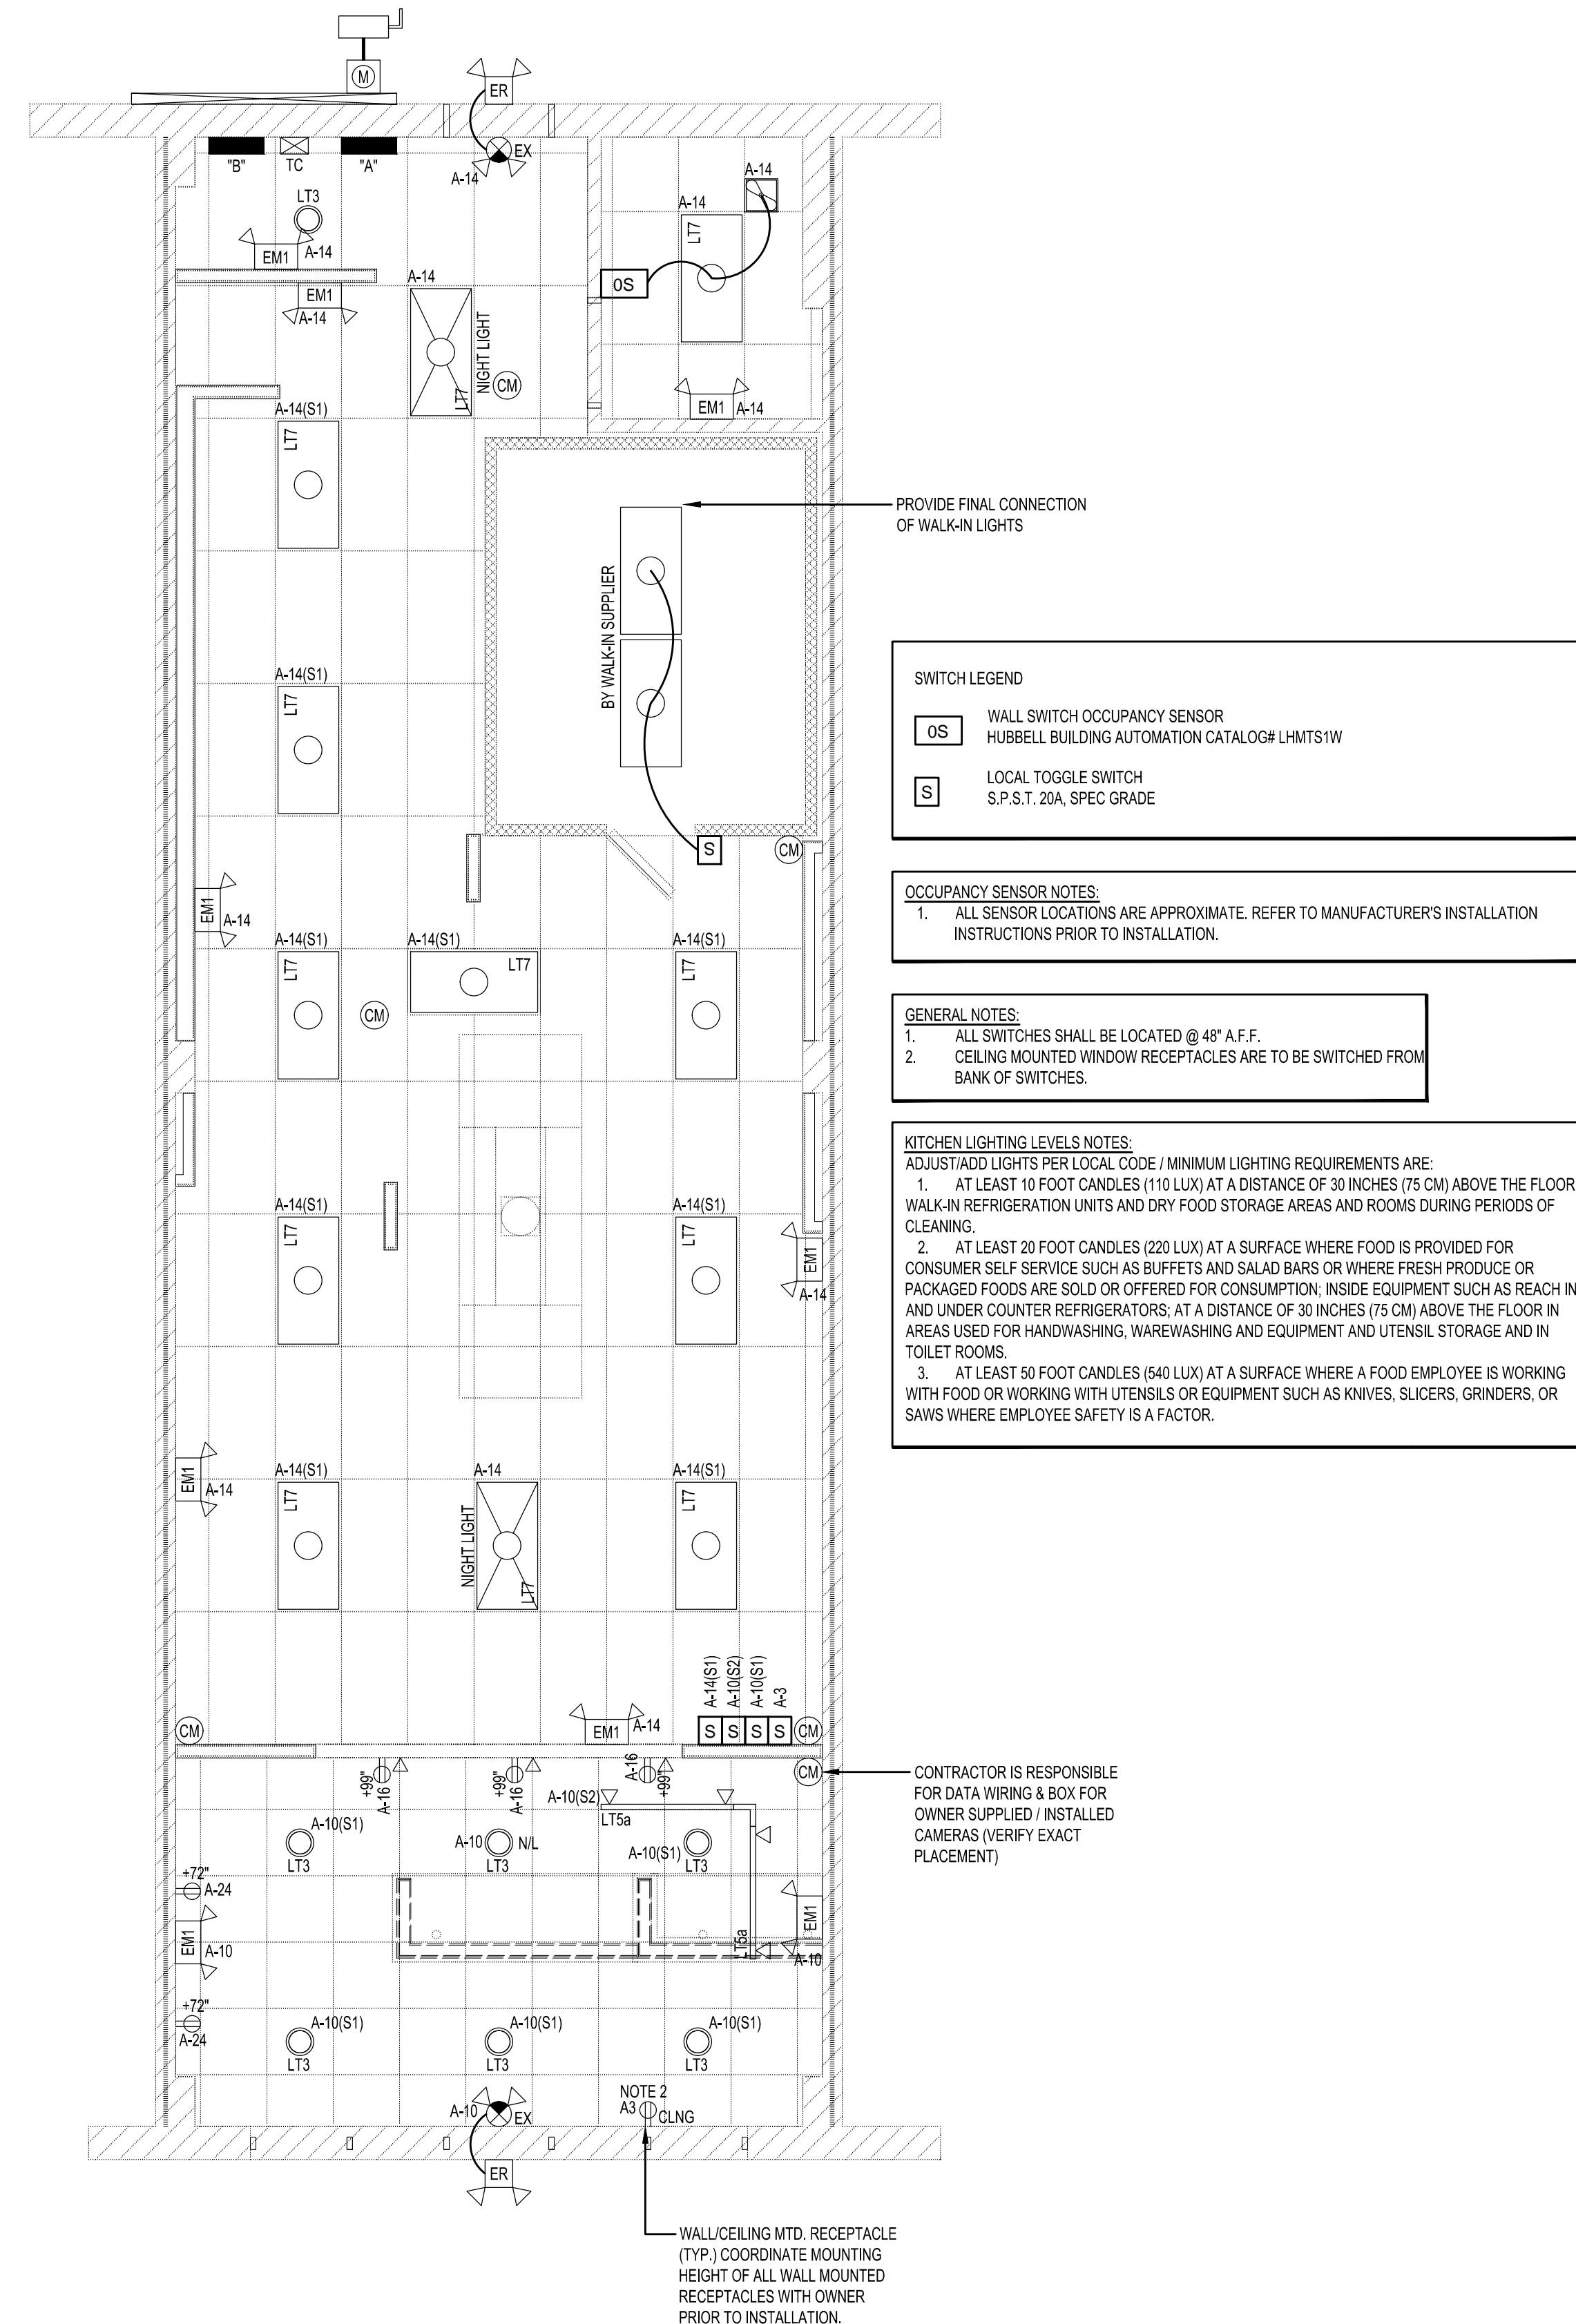 M
ER
"B"
TC
"A"
EX
A-14
A-14
A-14
LT7
LT3
EM1
A-14
EM1
A-14
A-14
NIGHT LIGHT
LT7
CM
0S
EM1
A-14
A-14(S1)
LT7
PROVIDE FINAL CONNECTION
OF WALK-IN LIGHTS
BY WALK-IN SUPPLIER
A-14(S1)
LT7
S
CM
EM1
A-14
A-14(S1)
LT7
A-14(S1)
LT7
A-14(S1)
LT7
CM
A-14(S1)
LT7
A-14(S1)
LT7
EM1
A-14
EM1
A-14
A-14(S1)
LT7
A-14
NIGHT LIGHT
LT7
A-14(S1)
LT7
A-14(S1)
A-10(S2)
A-10(S1)
A-3
CM
EM1
A-14
S
S
S
S
CM
CM
+99"
A-16
+99"
A-16
A-16
+99"
A-10(S2)
LT5a
A-10(S1)
LT3
A-10
N/L
LT3
A-10(S1)
LT3
+72"
A-24
EM1
A-10
LT5a
EM1
A-10
+72"
A-24
A-10(S1)
LT3
A-10(S1)
LT3
A-10(S1)
LT3
A-10
EX
ER
NOTE 2
A3
CLNG
WALL/CEILING MTD. RECEPTACLE
(TYP.) COORDINATE MOUNTING
HEIGHT OF ALL WALL MOUNTED
RECEPTACLES WITH OWNER
PRIOR TO INSTALLATION.
CONTRACTOR IS RESPONSIBLE
FOR DATA WIRING & BOX FOR
OWNER SUPPLIED / INSTALLED
CAMERAS (VERIFY EXACT
PLACEMENT)
SWITCH LEGEND
0S
WALL SWITCH OCCUPANCY SENSOR
HUBBELL BUILDING AUTOMATION CATALOG# LHMTS1W
S
LOCAL TOGGLE SWITCH
S.P.S.T. 20A, SPEC GRADE
OCCUPANCY SENSOR NOTES:
1. ALL SENSOR LOCATIONS ARE APPROXIMATE. REFER TO MANUFACTURER'S INSTALLATION
INSTRUCTIONS PRIOR TO INSTALLATION.
GENERAL NOTES:
1. ALL SWITCHES SHALL BE LOCATED @ 48" A.F.F.
2. CEILING MOUNTED WINDOW RECEPTACLES ARE TO BE SWITCHED FROM
BANK OF SWITCHES.
KITCHEN LIGHTING LEVELS NOTES:
ADJUST/ADD LIGHTS PER LOCAL CODE / MINIMUM LIGHTING REQUIREMENTS ARE:
1. AT LEAST 10 FOOT CANDLES (110 LUX) AT A DISTANCE OF 30 INCHES (75 CM) ABOVE THE FLOOR
WALK-IN REFRIGERATION UNITS AND DRY FOOD STORAGE AREAS AND ROOMS DURING PERIODS OF
CLEANING.
2. AT LEAST 20 FOOT CANDLES (220 LUX) AT A SURFACE WHERE FOOD IS PROVIDED FOR
CONSUMER SELF SERVICE SUCH AS BUFFETS AND SALAD BARS OR WHERE FRESH PRODUCE OR
PACKAGED FOODS ARE SOLD OR OFFERED FOR CONSUMPTION; INSIDE EQUIPMENT SUCH AS REACH IN
AND UNDER COUNTER REFRIGERATORS; AT A DISTANCE OF 30 INCHES (75 CM) ABOVE THE FLOOR IN
AREAS USED FOR HANDWASHING, WAREWASHING AND EQUIPMENT AND UTENSIL STORAGE AND IN
TOILET ROOMS.
3. AT LEAST 50 FOOT CANDLES (540 LUX) AT A SURFACE WHERE A FOOD EMPLOYEE IS WORKING
WITH FOOD OR WORKING WITH UTENSILS OR EQUIPMENT SUCH AS KNIVES, SLICERS, GRINDERS, OR
SAWS WHERE EMPLOYEE SAFETY IS A FACTOR.